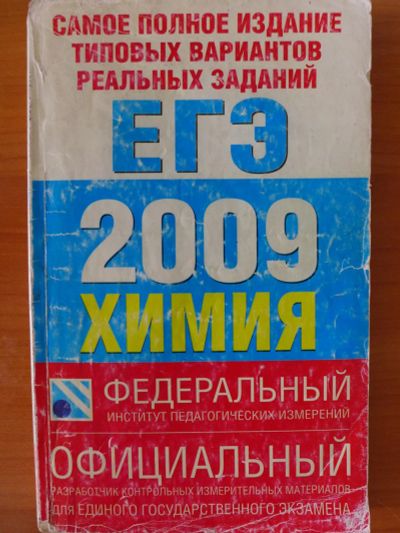 САМОЕ ПОЛНОЕ ИЗДАНИЕ
ТИПОВЫХ ВАРИАНТОВ
РЕАЛЬНЫХ ЗАДАНИЙ
ЕГЭ
2009
ХИМИЯ
ФЕДЕРАЛЬНЫЙ
ИНСТИТУТ ПЕДАГОГИЧЕСКИХ ИЗМЕРЕНИЙ
ОФИЦИАЛЬНЫЙ
РАЗРАБОТЧИК КОНТРОЛЬНЫХ ИЗМЕРИТЕЛЬНЫХ МАТЕРИАЛОВ
ДЛЯ ЕДИНОГО ГОСУДАРСТВЕННОГО ЭКЗАМЕНА